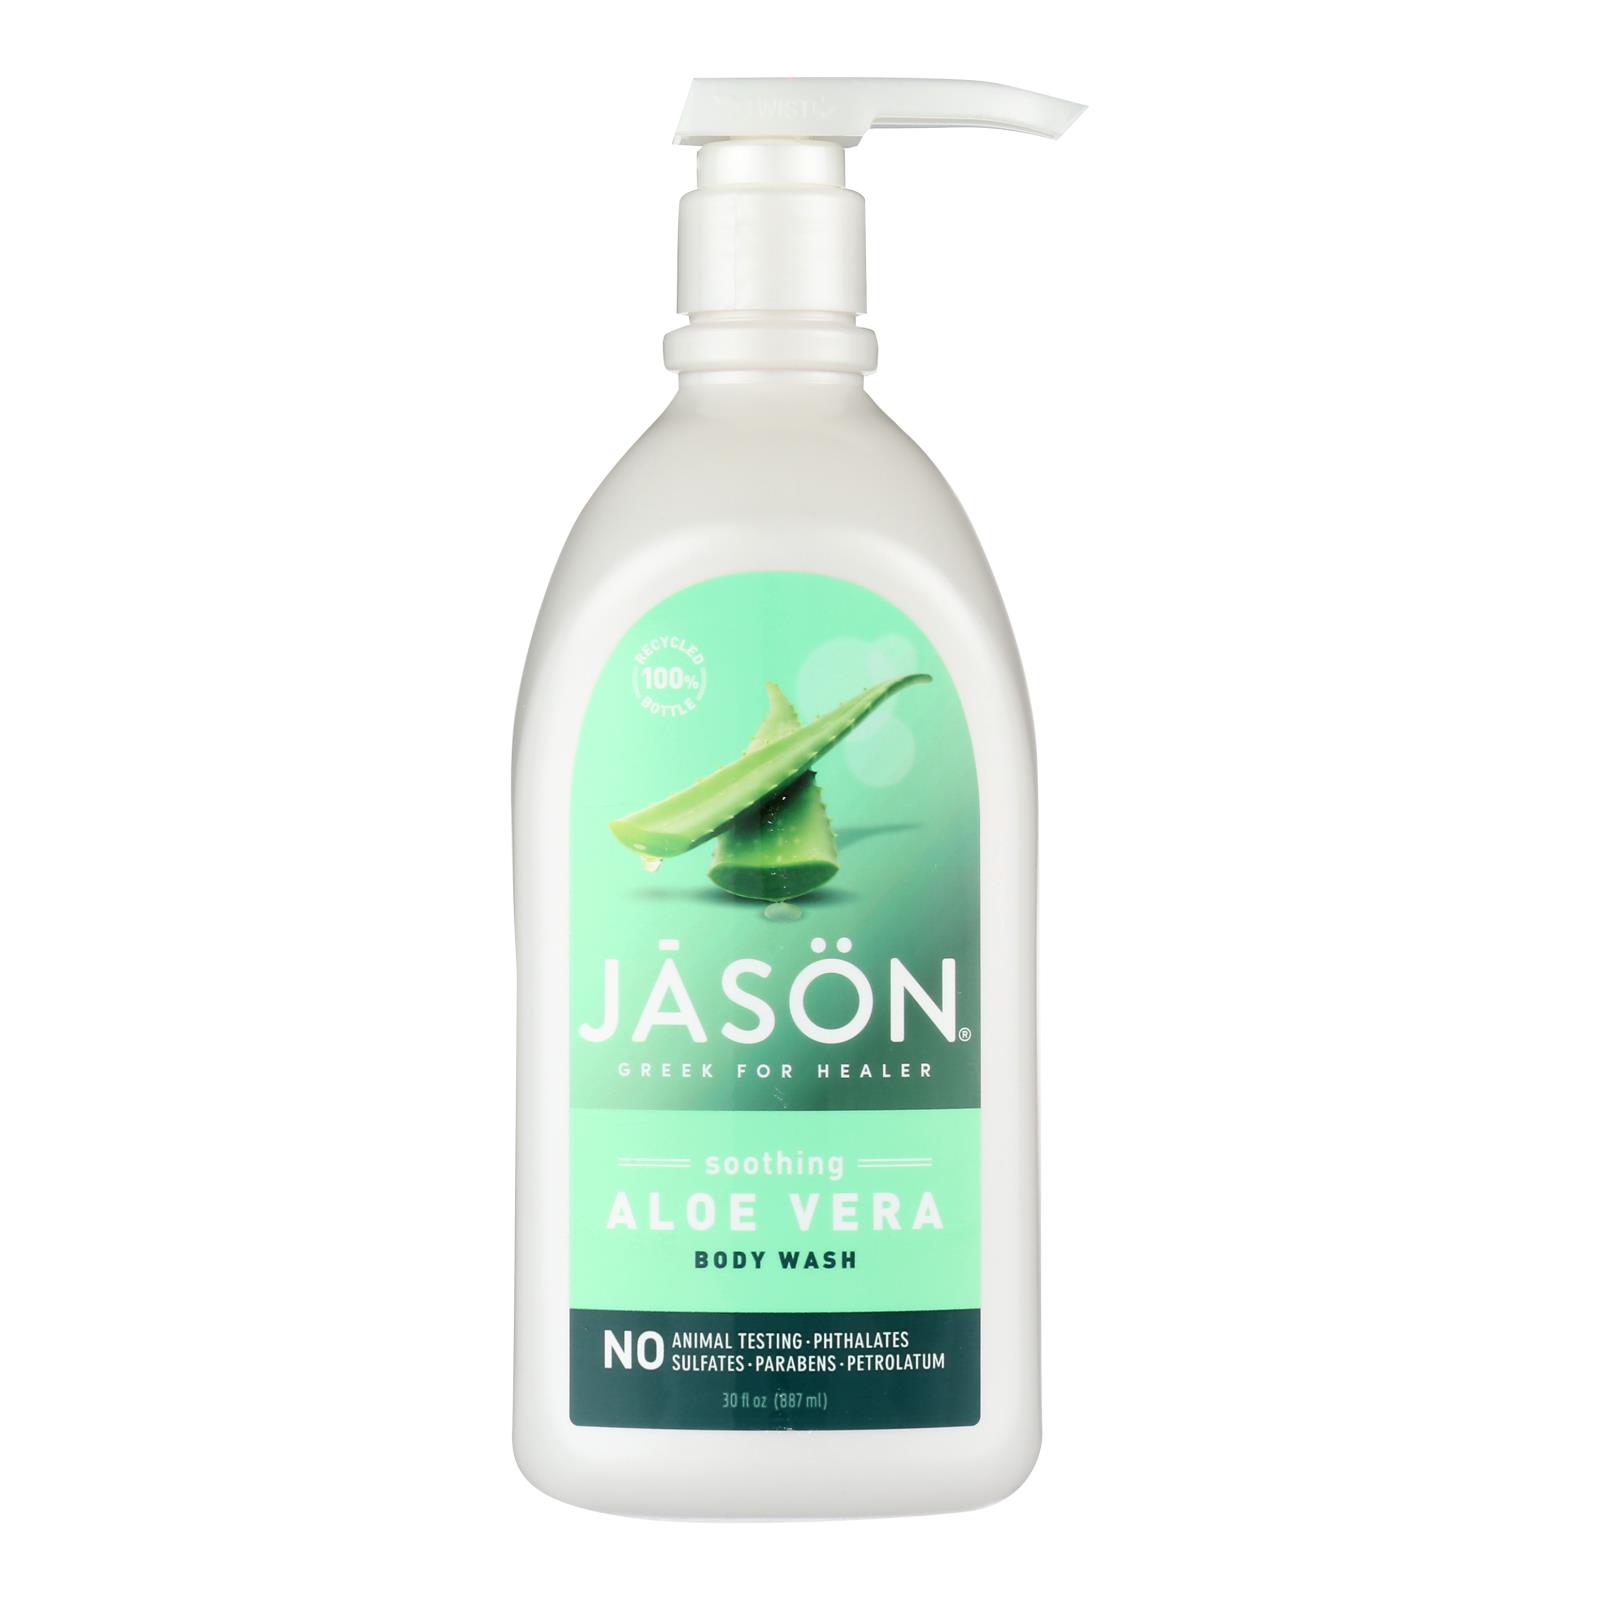 TWIST
RECYCLED
100%
BOTTLE
JĀSÖN®
GREEK FOR HEALER
soothing
ALOE VERA
BODY WASH
NO ANIMAL TESTING · PHTHALATES
SULFATES · PARABENS · PETROLATUM
30 fl oz (887 ml)